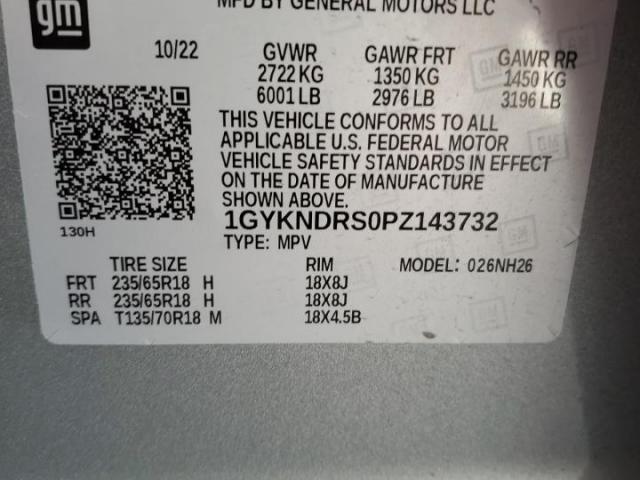 gm
MFD BY GENERAL MOTORS LLC
10/22 GVWR GAWR FRT GAWR RR
2722 KG 1350 KG 1450 KG
6001 LB 2976 LB 3196 LB
THIS VEHICLE CONFORMS TO ALL
APPLICABLE U.S. FEDERAL MOTOR
VEHICLE SAFETY STANDARDS IN EFFECT
ON THE DATE OF MANUFACTURE
SHOWN ABOVE.
1GYKNDRS0PZ143732
130H
TYPE: MPV
TIRE SIZE RIM MODEL: 026NH26
FRT 235/65R18 H 18X8J
RR 235/65R18 H 18X8J
SPA T135/70R18 M 18X4.5B